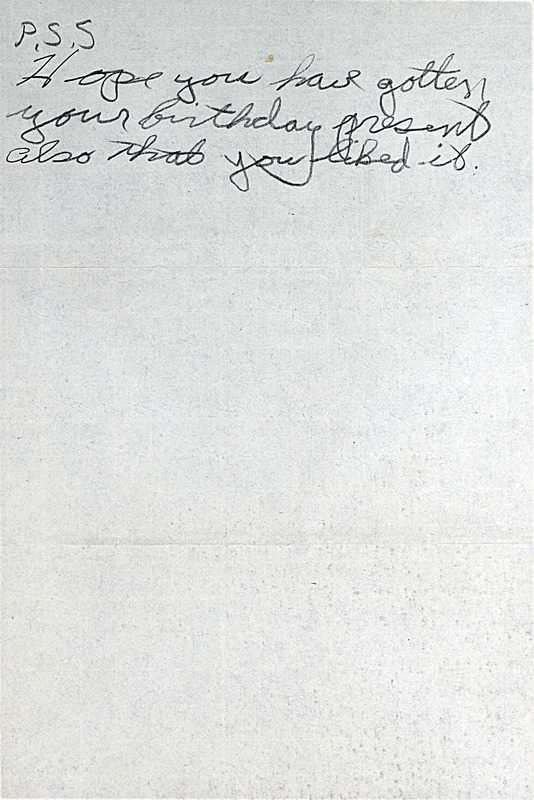 P.S.S
Hope you have gotten
your birthday present
also that you liked it.